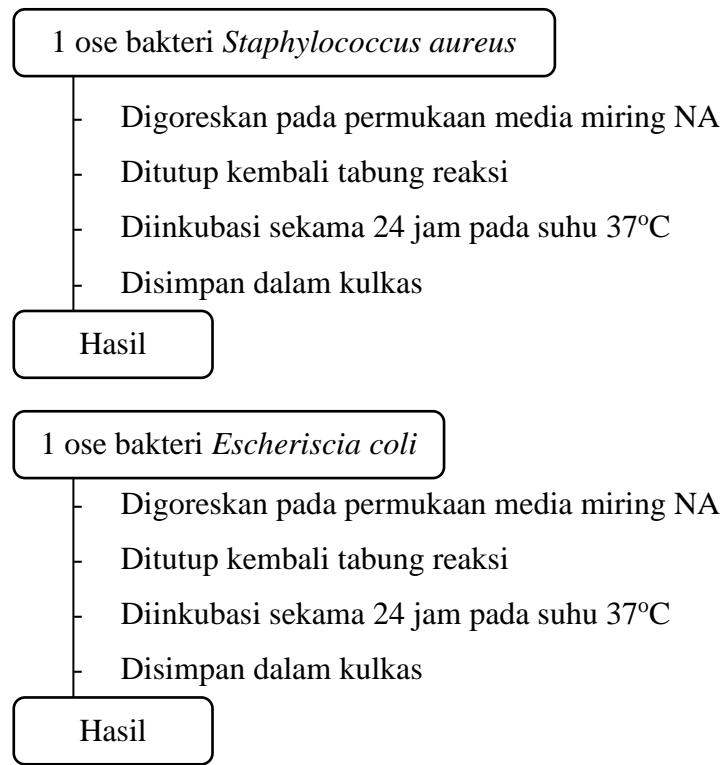 1 ose bakteri Staphylococcus aureus
- Digoreskan pada permukaan media miring NA
- Ditutup kembali tabung reaksi
- Diinkubasi sekama 24 jam pada suhu 37°C
- Disimpan dalam kulkas
Hasil
1 ose bakteri Escheriscia coli
- Digoreskan pada permukaan media miring NA
- Ditutup kembali tabung reaksi
- Diinkubasi sekama 24 jam pada suhu 37°C
- Disimpan dalam kulkas
Hasil